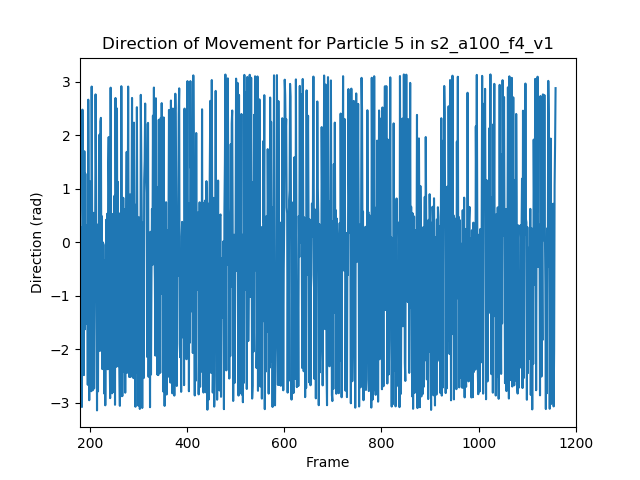 Direction of Movement for Particle 5 in s2_a100_f4_v1
3
2
1
0
−1
−2
−3
Direction (rad)
200 400 600 800 1000 1200
Frame